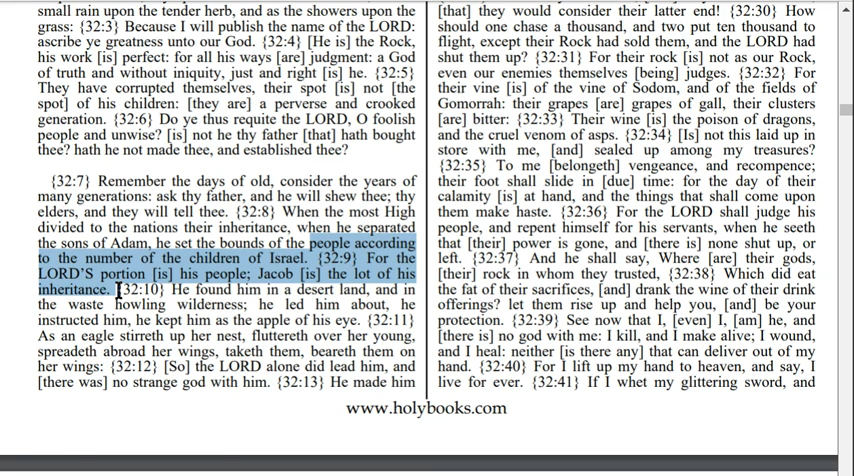 small rain upon the tender herb, and as the showers upon the
grass: {32:3} Because I will publish the name of the LORD:
ascribe ye greatness unto our God. {32:4} [He is] the Rock,
his work [is] perfect: for all his ways [are] judgment: a God
of truth and without iniquity, just and right [is] he. {32:5}
They have corrupted themselves, their spot [is] not [the
spot] of his children: [they are] a perverse and crooked
generation. {32:6} Do ye thus requite the LORD, O foolish
people and unwise? [is] not he thy father [that] hath bought
thee? hath he not made thee, and established thee?
{32:7} Remember the days of old, consider the years of
many generations: ask thy father, and he will shew thee; thy
elders, and they will tell thee. {32:8} When the most High
divided to the nations their inheritance, when he separated
the sons of Adam, he set the bounds of the people according
to the number of the children of Israel. {32:9} For the
LORD'S portion [is] his people; Jacob [is] the lot of his
inheritance. {32:10} He found him in a desert land, and in
the waste howling wilderness; he led him about, he
instructed him, he kept him as the apple of his eye. {32:11}
As an eagle stirreth up her nest, fluttereth over her young,
spreadeth abroad her wings, taketh them, beareth them on
her wings: {32:12} [So] the LORD alone did lead him, and
[there was] no strange god with him. {32:13} He made him
[that] they would consider their latter end! {32:30} How
should one chase a thousand, and two put ten thousand to
flight, except their Rock had sold them, and the LORD had
shut them up? {32:31} For their rock [is] not as our Rock,
even our enemies themselves [being] judges. {32:32} For
their vine [is] of the vine of Sodom, and of the fields of
Gomorrah: their grapes [are] grapes of gall, their clusters
[are] bitter: {32:33} Their wine [is] the poison of dragons,
and the cruel venom of asps. {32:34} [Is] not this laid up in
store with me, [and] sealed up among my treasures?
{32:35} To me [belongeth] vengeance, and recompence;
their foot shall slide in [due] time: for the day of their
calamity [is] at hand, and the things that shall come upon
them make haste. {32:36} For the LORD shall judge his
people, and repent himself for his servants, when he seeth
that [their] power is gone, and [there is] none shut up, or
left. {32:37} And he shall say, Where [are] their gods,
[their] rock in whom they trusted, {32:38} Which did eat
the fat of their sacrifices, [and] drank the wine of their drink
offerings? let them rise up and help you, [and] be your
protection. {32:39} See now that I, [even] I, [am] he, and
[there is] no god with me: I kill, and I make alive; I wound,
and I heal: neither [is there any] that can deliver out of my
hand. {32:40} For I lift up my hand to heaven, and say, I
live for ever. {32:41} If I whet my glittering sword, and
www.holybooks.com